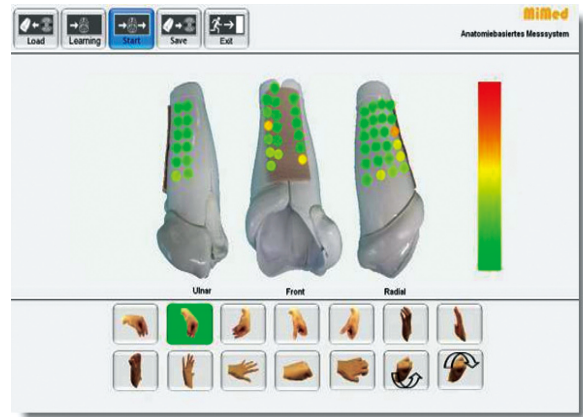 MiMed
Load
Learning
Start
Save
Exit
Anatomiebasiertes Messsystem
Ulnar
Front
Radial